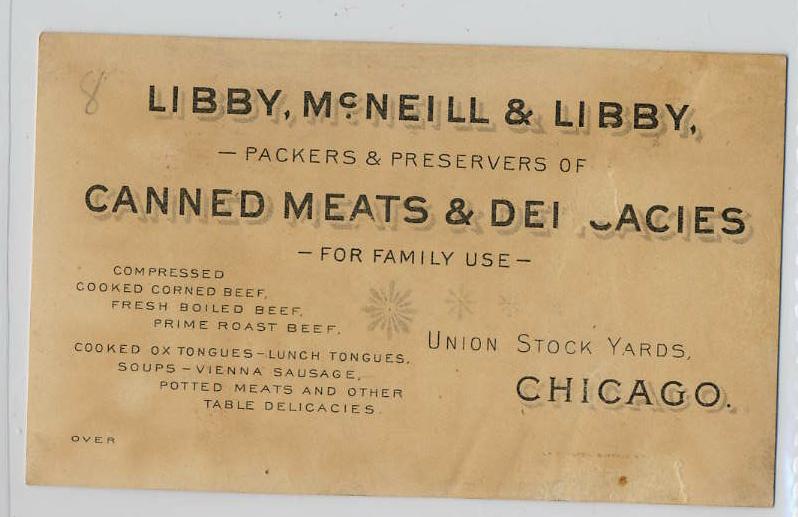 8
LIBBY, McNEILL & LIBBY,
— PACKERS & PRESERVERS OF
CANNED MEATS & DEL CACIES
— FOR FAMILY USE —
COMPRESSED
COOKED CORNED BEEF,
FRESH BOILED BEEF,
PRIME ROAST BEEF,
COOKED OX TONGUES – LUNCH TONGUES,
SOUPS – VIENNA SAUSAGE,
POTTED MEATS AND OTHER
TABLE DELICACIES.
UNION STOCK YARDS,
CHICAGO.
OVER